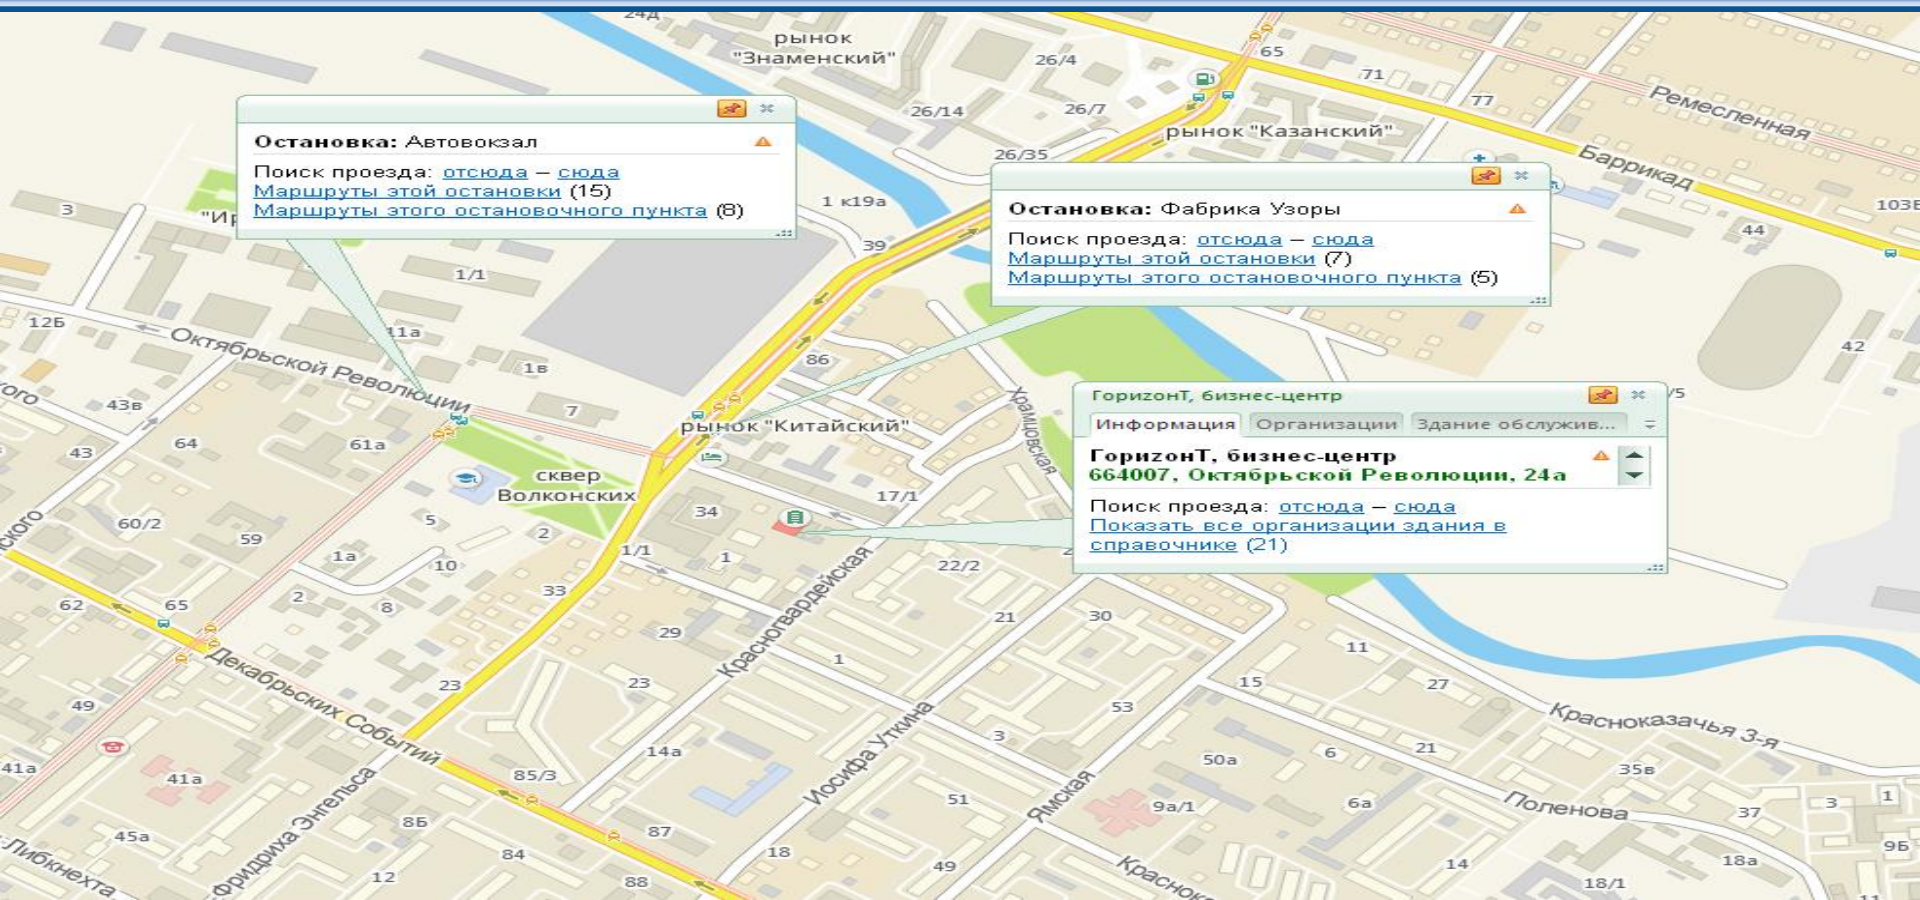 24д
рынок
"Знаменский"
26/4
65
71
77
26/14
26/7
Ремесленная
рынок "Казанский"
26/35
Баррикад
Остановка: Автовокзал
Поиск проезда: отсюда – сюда
Маршруты этой остановки (15)
Маршруты этого остановочного пункта (8)
Остановка: Фабрика Узоры
Поиск проезда: отсюда – сюда
Маршруты этой остановки (7)
Маршруты этого остановочного пункта (5)
3
1 к19а
39
44
1/1
12Б
11а
Октябрьской Революции
1в
86
42
43в
7
64
61а
43
рынок "Китайский"
Храмцовская
ГориzонТ, бизнес-центр
Информация
Организации
Здание обслужив...
ГориzонТ, бизнес-центр
664007, Октябрьской Революции, 24а
Поиск проезда: отсюда – сюда
Показать все организации здания в
справочнике (21)
сквер
Волконских
17/1
34
60/2
5
2
59
1а
10
1/1
1
22/2
33
62
65
2
8
29
21
30
Красногвардейская
11
1
Декабрьских Событий
23
23
15
27
49
53
Красноказачья 3-я
14а
3
Иосифа Уткина
50а
6
21
41а
41а
85/3
35в
Фридриха Энгельса
51
Ямская
9а/1
6а
Поленова
37
3
1
45а
8Б
87
9Б
84
18
49
14
18а
12
88
18/1
11